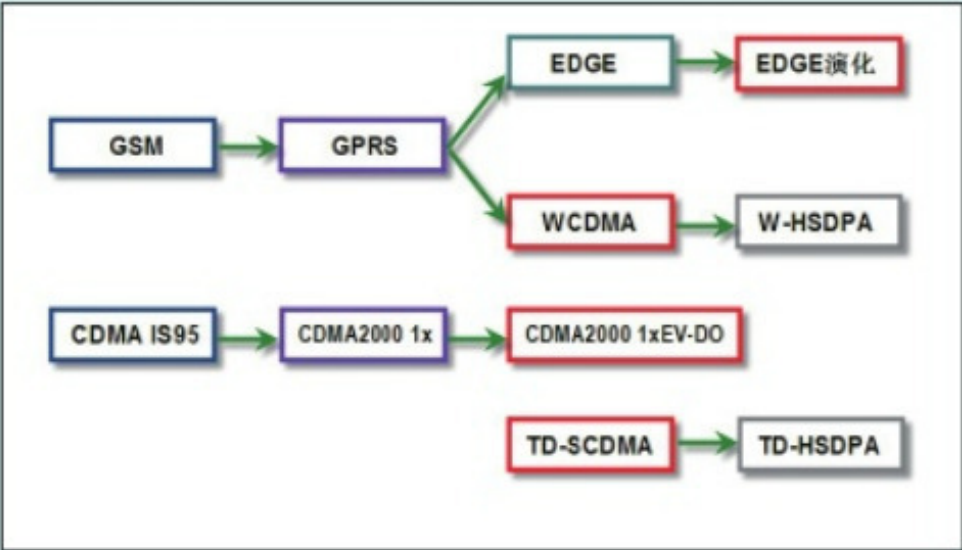 EDGE
EDGE演化
GSM
GPRS
WCDMA
W-HSDPA
CDMA IS95
CDMA2000 1x
CDMA2000 1xEV-DO
TD-SCDMA
TD-HSDPA